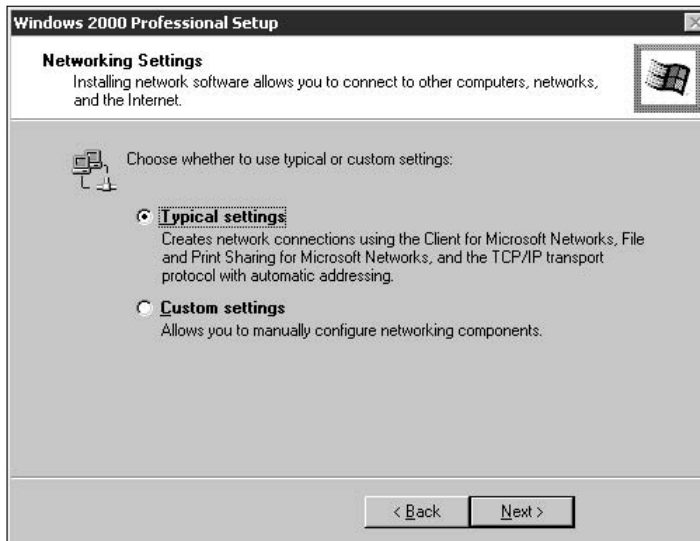 Windows 2000 Professional Setup
Networking Settings
Installing network software allows you to connect to other computers, networks,
and the Internet.
Choose whether to use typical or custom settings:
Typical settings
Creates network connections using the Client for Microsoft Networks, File
and Print Sharing for Microsoft Networks, and the TCP/IP transport
protocol with automatic addressing.
Custom settings
Allows you to manually configure networking components.
< Back
Next >